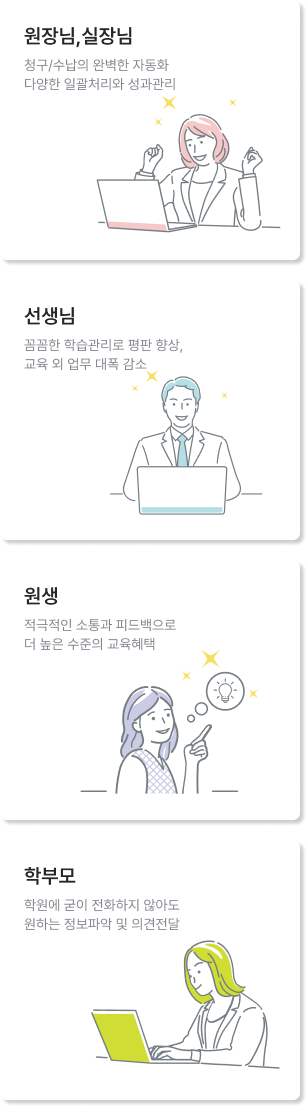 원장님,실장님
청구/수납의 완벽한 자동화
다양한 일괄처리와 성과관리
선생님
꼼꼼한 학습관리로 평판 향상,
교육 외 업무 대폭 감소
원생
적극적인 소통과 피드백으로
더 높은 수준의 교육혜택
학부모
학원에 굳이 전화하지 않아도
원하는 정보파악 및 의견전달